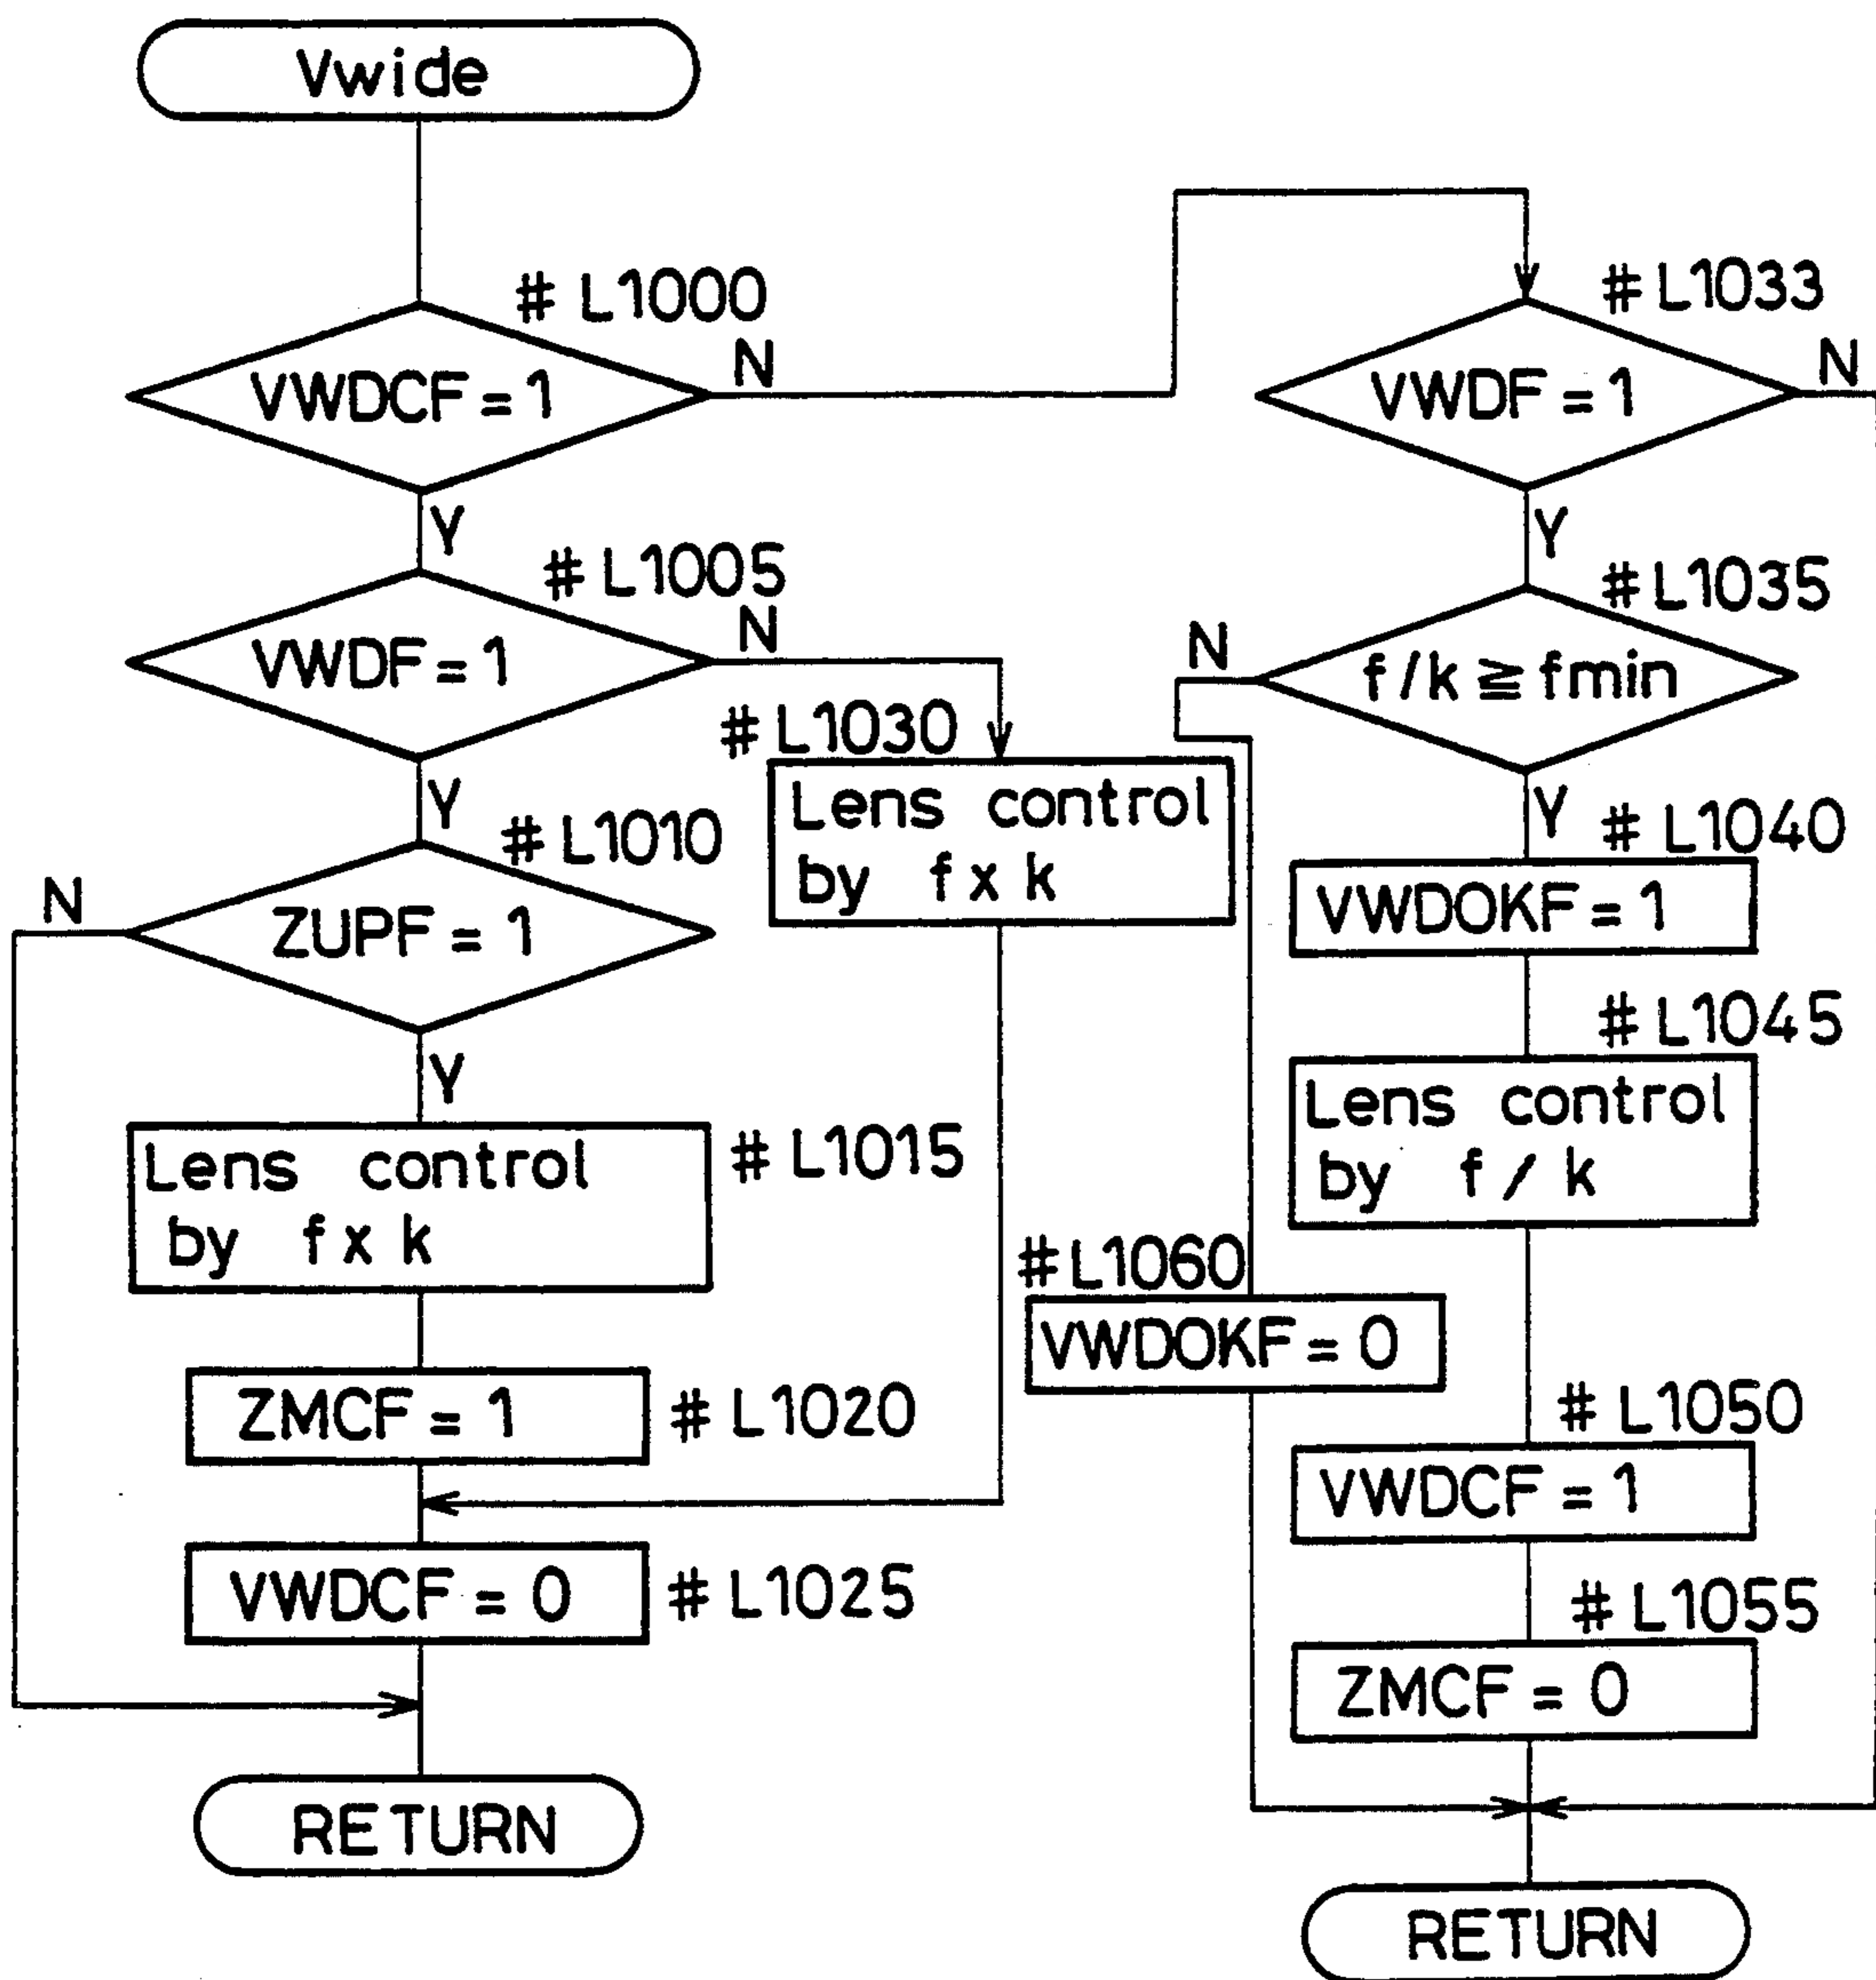 Vwide
# L1000
VWDCF = 1
N
Y
# L1005
VWDF = 1
N
Y
# L1010
ZUPF = 1
N
Y
# L1030
Lens control
by f x k
Lens control
by f x k
# L1015
ZMCF = 1
# L1020
VWDCF = 0
# L1025
RETURN
# L1033
VWDF = 1
N
Y
# L1035
f / k ≧ fmin
N
Y
# L1040
VWDOKF = 1
# L1045
Lens control
by f / k
# L1060
VWDOKF = 0
# L1050
VWDCF = 1
# L1055
ZMCF = 0
RETURN